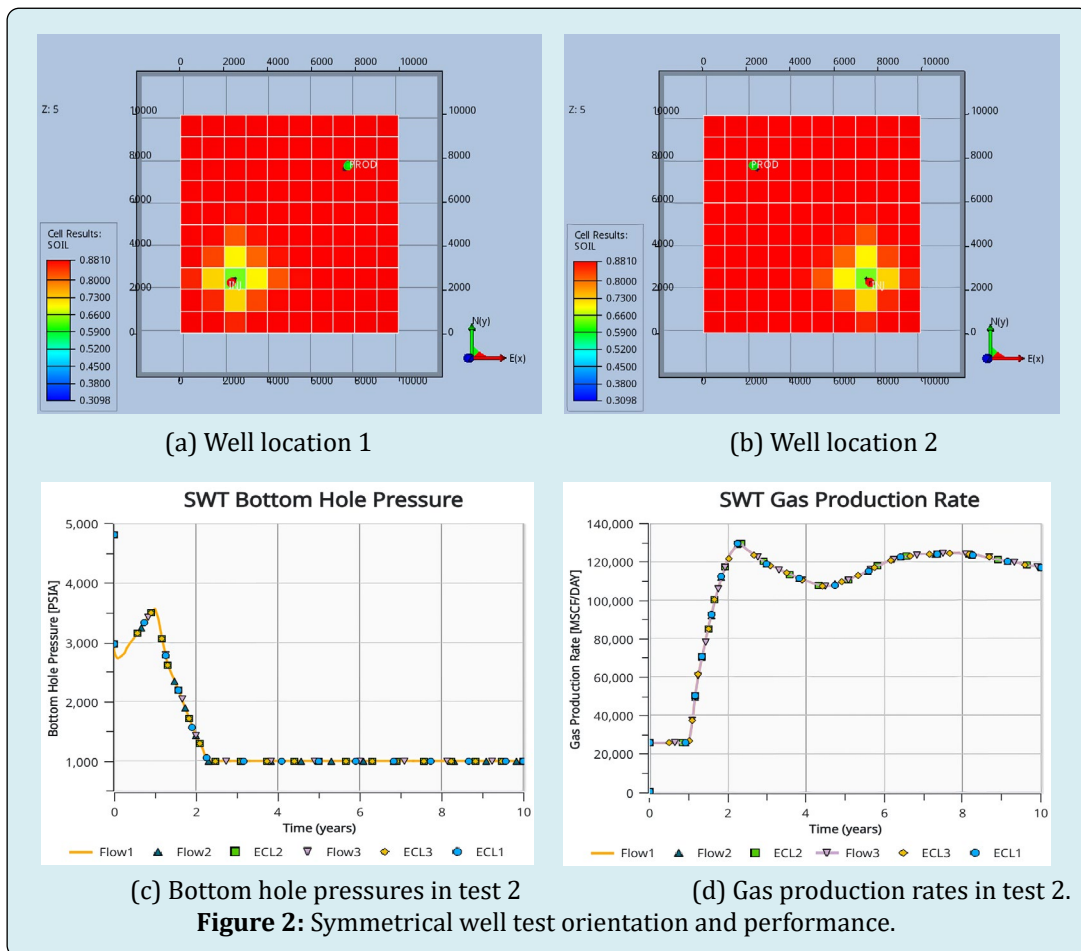 0 2000 4000 6000 8000 10000
Z: 5
10000 10000
8000 8000
6000 6000
4000 4000
2000 2000
0 0
PROD
INJ
Cell Results:
SOIL
0.8810
0.8000
0.7300
0.6600
0.5900
0.5200
0.4500
0.3800
0.3098
N(y)
E(x)
0 2000 4000 6000 8000 10000
(a) Well location 1
0 2000 4000 6000 8000 10000
Z: 5
10000 10000
8000 8000
6000 6000
4000 4000
2000 2000
0 0
PROD
INJ
Cell Results:
SOIL
0.8810
0.8000
0.7300
0.6600
0.5900
0.5200
0.4500
0.3800
0.3098
N(y)
E(x)
0 2000 4000 6000 8000 10000
(b) Well location 2
SWT Bottom Hole Pressure
Bottom Hole Pressure [PSIA]
5,000
4,000
3,000
2,000
1,000
0 2 4 6 8 10
Time (years)
Flow1 Flow2 ECL2 Flow3 ECL3 ECL1
(c) Bottom hole pressures in test 2
SWT Gas Production Rate
Gas Production Rate [MSCF/DAY]
140,000
120,000
100,000
80,000
60,000
40,000
20,000
0
0 2 4 6 8 10
Time (years)
Flow1 Flow2 ECL2 Flow3 ECL3 ECL1
(d) Gas production rates in test 2.
Figure 2: Symmetrical well test orientation and performance.